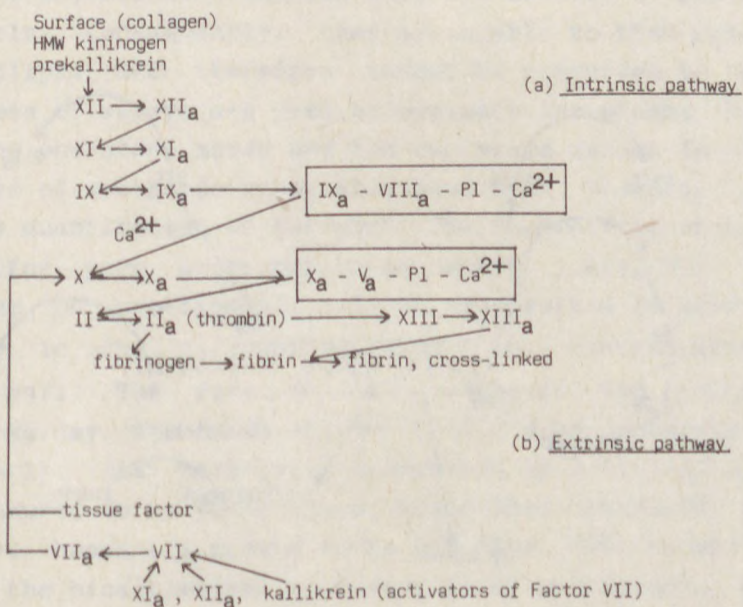 Surface (collagen)
HMW kininogen
prekallikrein
(a) Intrinsic pathway
XII → XIIa
XI → XIa
IX → IXa → IXa - VIIIa - Pl - Ca2+
Ca2+
X → Xa → Xa - Va - Pl - Ca2+
II → IIa (thrombin) → XIII → XIIIa
fibrinogen → fibrin → fibrin, cross-linked
(b) Extrinsic pathway
tissue factor
VIIa ← VII
XIa, XIIa, kallikrein (activators of Factor VII)